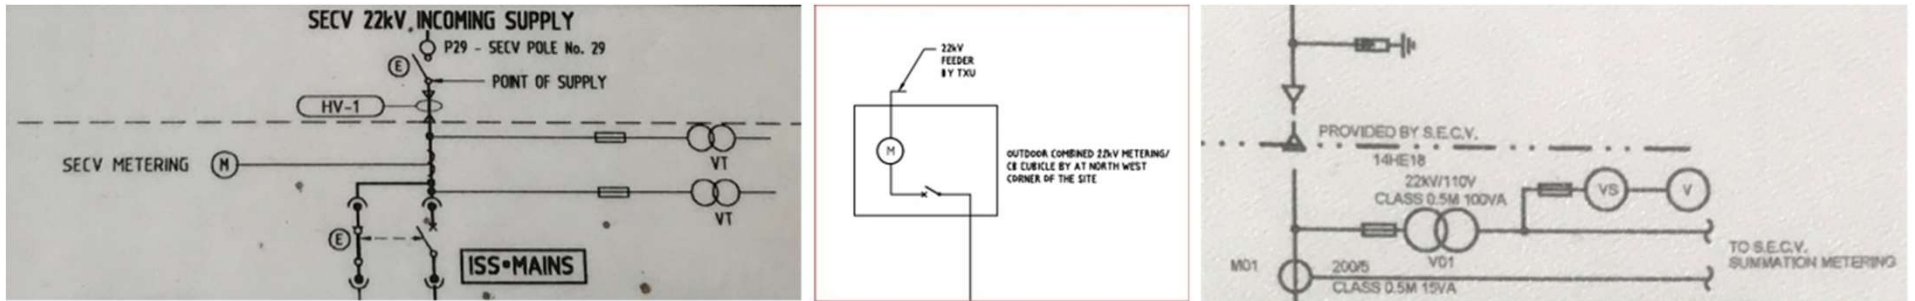 SECV 22kV INCOMING SUPPLY
P29 - SECV POLE No. 29
E
POINT OF SUPPLY
HV-1
SECV METERING
M
VT
VT
E
ISS•MAINS
22kV
FEEDER
BY TXU
M
OUTDOOR COMBINED 22kV METERING/
CB CUBICLE BY AT NORTH WEST
CORNER OF THE SITE
PROVIDED BY S.E.C.V.
14HE18
22kV/110V
CLASS 0.5M 100VA
VS
V
V01
TO S.E.C.V.
SUMMATION METERING
M01
200/5
CLASS 0.5M 15VA